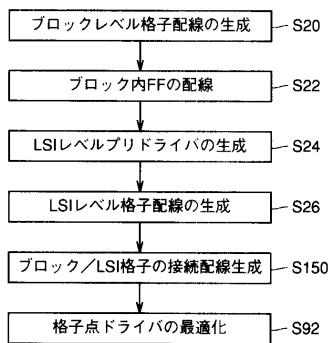 ブロックレベル格子配線の生成 S20
ブロック内FFの配線 S22
LSIレベルプリドライバの生成 S24
LSIレベル格子配線の生成 S26
ブロック／LSI格子の接続配線生成 S150
格子点ドライバの最適化 S92